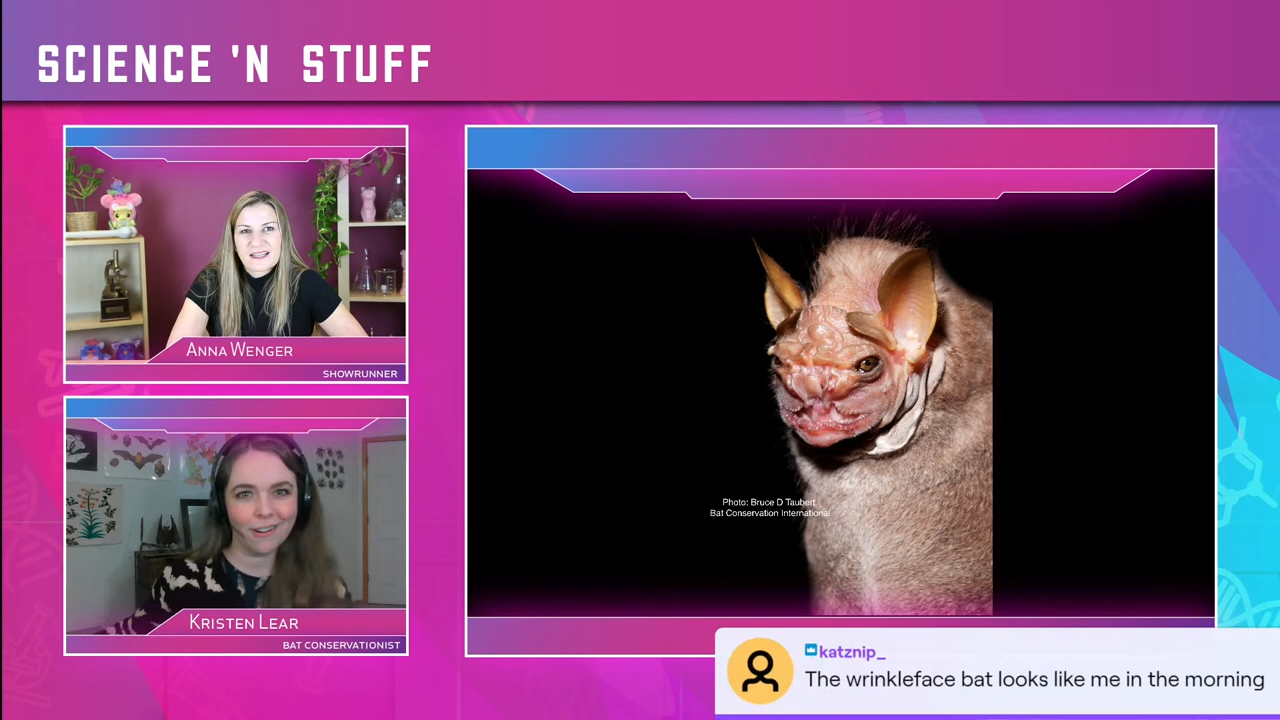 SCIENCE 'N STUFF
ANNA WENGER
SHOWRUNNER
KRISTEN LEAR
BAT CONSERVATIONIST
Photo: Bruce D Taubert
Bat Conservation International
katznip_
The wrinkleface bat looks like me in the morning